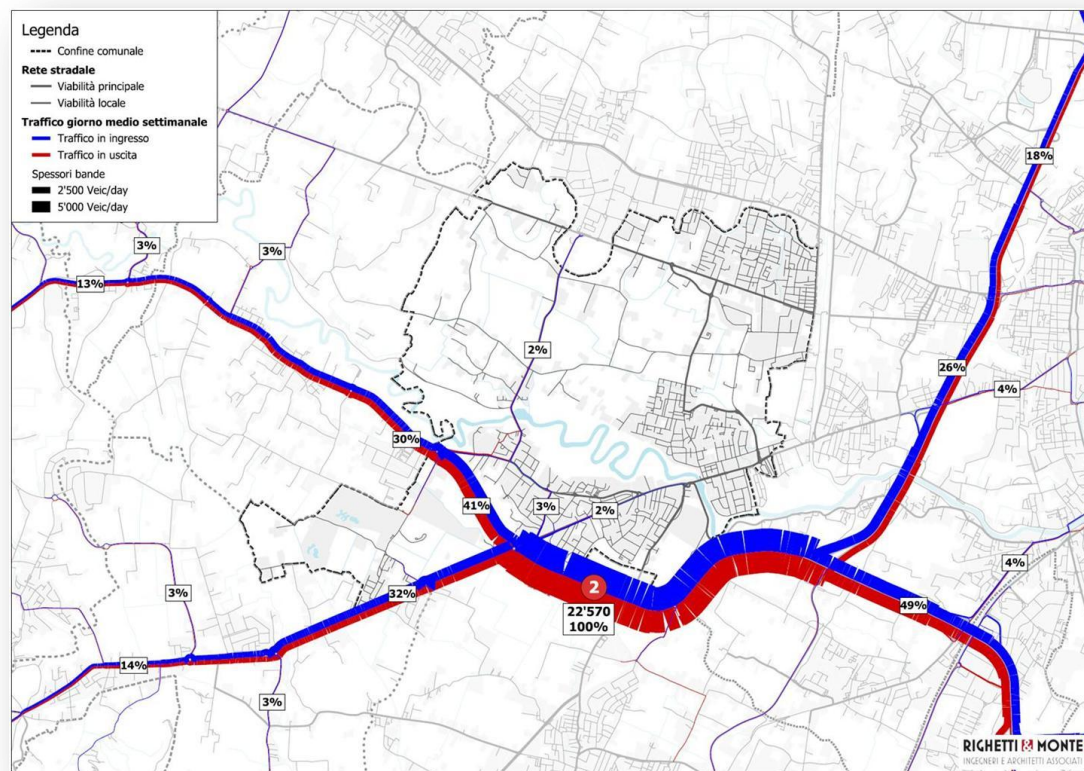 Legenda
Confine comunale
Rete stradale
Viabilità principale
Viabilità locale
Traffico giorno medio settimanale
Traffico in ingresso
Traffico in uscita
Spessori bande
2'500 Veic/day
5'000 Veic/day
18%
3%
3%
13%
2%
26%
4%
30%
41%
3%
2%
4%
2
22'570
100%
3%
32%
49%
14%
3%
RIGHETTI & MONTE
INGEGNERI E ARCHITETTI ASSOCIATI